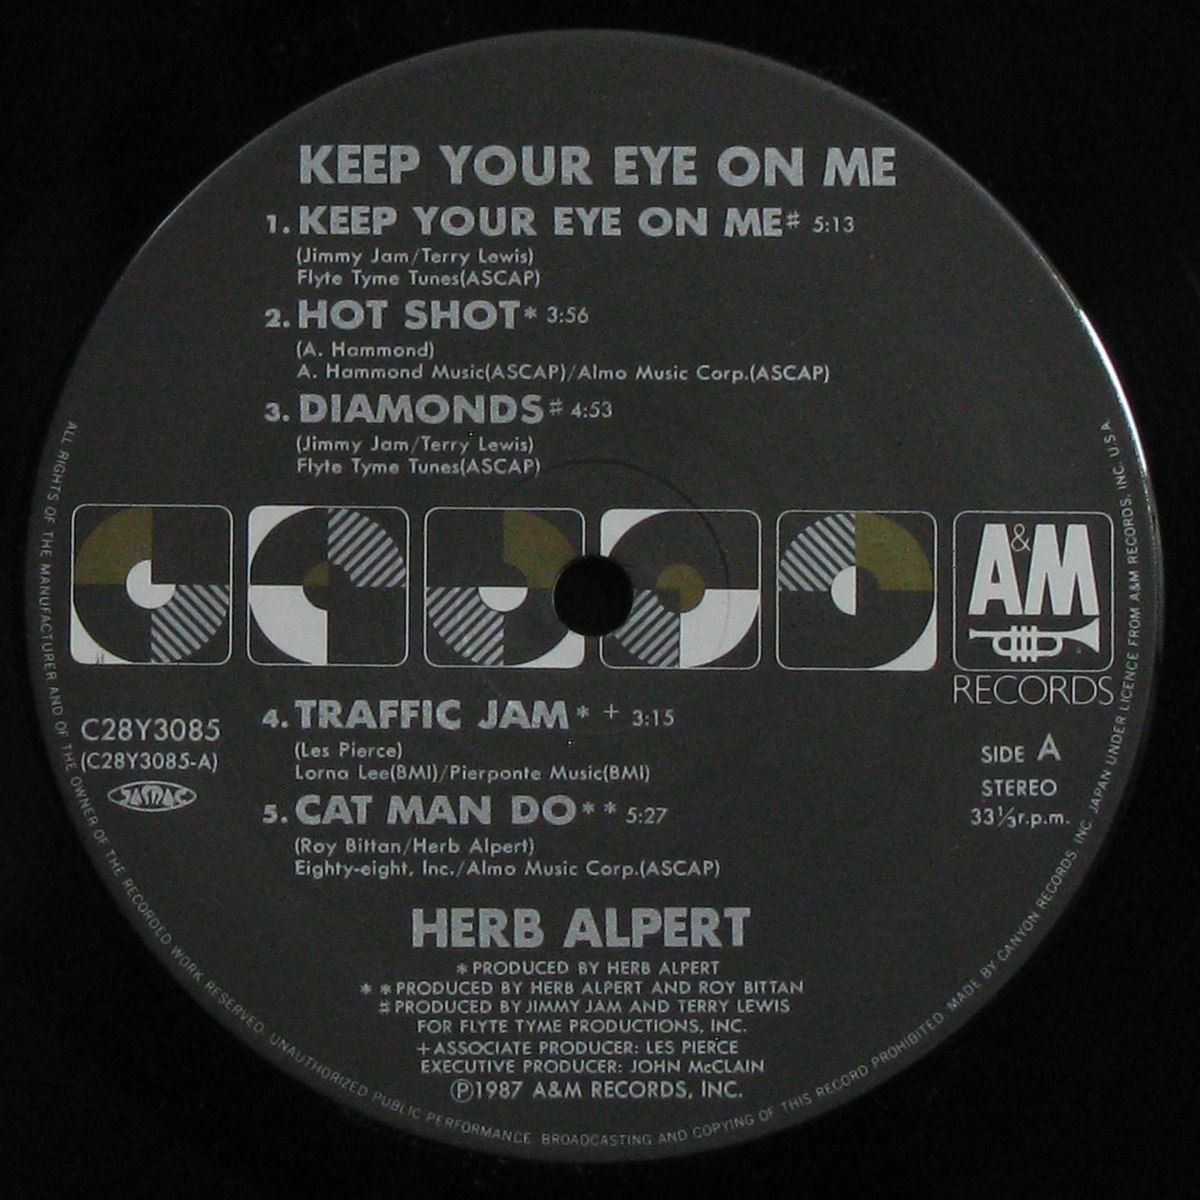 KEEP YOUR EYE ON ME
1. KEEP YOUR EYE ON ME# 5:13
(Jimmy Jam/Terry Lewis)
Flyte Tyme Tunes(ASCAP)
2. HOT SHOT* 3:56
(A. Hammond)
A. Hammond Music(ASCAP)/Almo Music Corp.(ASCAP)
3. DIAMONDS# 4:53
(Jimmy Jam/Terry Lewis)
Flyte Tyme Tunes(ASCAP)
A&M
RECORDS
C28Y3085
(C28Y3085-A)
JASRAC
4. TRAFFIC JAM* + 3:15
(Les Pierce)
Lorna Lee(BMI)/Pierponte Music(BMI)
5. CAT MAN DO** 5:27
(Roy Bittan/Herb Alpert)
Eighty-eight, Inc./Almo Music Corp.(ASCAP)
SIDE A
STEREO
33 1/3 r.p.m.
HERB ALPERT
*PRODUCED BY HERB ALPERT
**PRODUCED BY HERB ALPERT AND ROY BITTAN
#PRODUCED BY JIMMY JAM AND TERRY LEWIS
FOR FLYTE TYME PRODUCTIONS, INC.
+ASSOCIATE PRODUCER: LES PIERCE
EXECUTIVE PRODUCER: JOHN McCLAIN
Ⓟ1987 A&M RECORDS, INC.
ALL RIGHTS OF THE MANUFACTURER AND OF THE OWNER OF THE RECORDED WORK RESERVED. UNAUTHORIZED PUBLIC PERFORMANCE. BROADCASTING AND COPYING OF THIS RECORD PROHIBITED. MADE BY CANYON RECORDS, INC. JAPAN UNDER LICENCE FROM A&M RECORDS, INC. U.S.A.